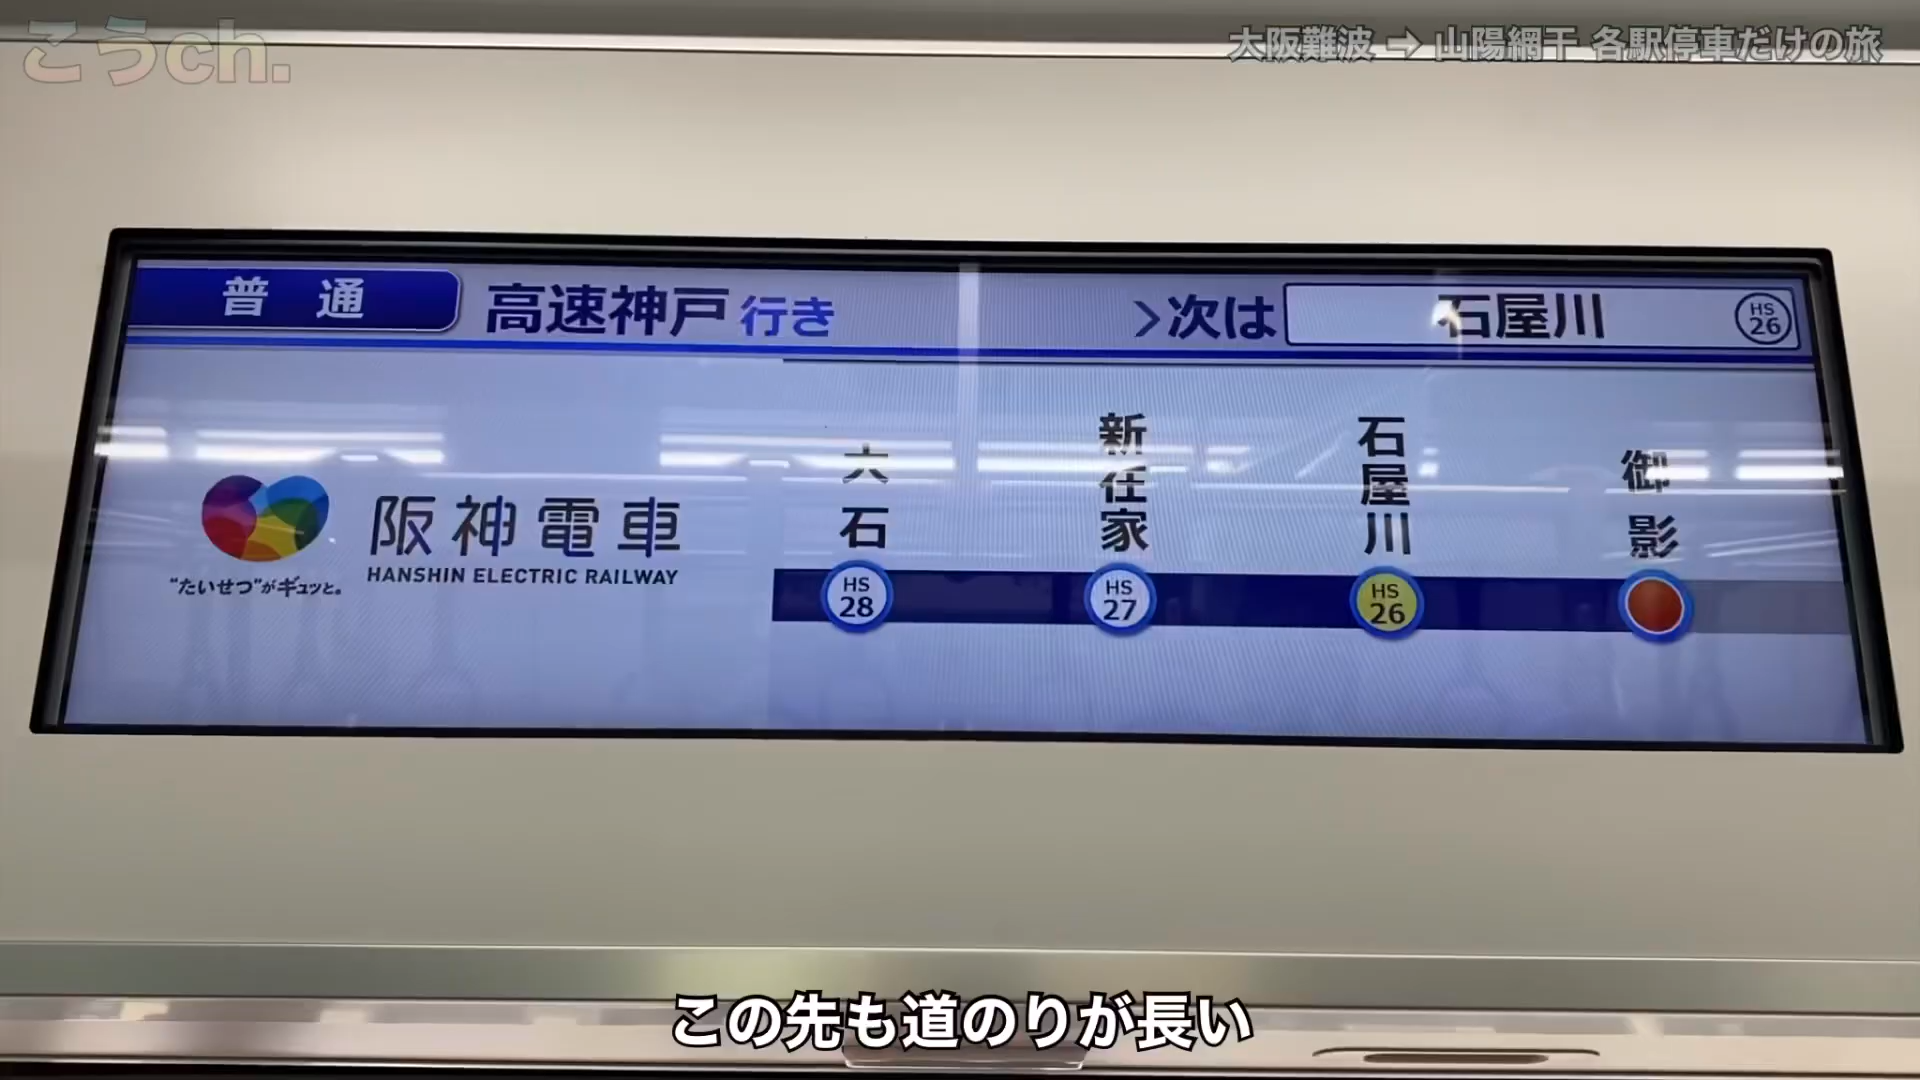 こうch.
大阪難波 → 山陽網干 各駅停車だけの旅
普通 高速神戸行き
>次は 石屋川 HS 26
阪神電車
HANSHIN ELECTRIC RAILWAY
"たいせつ"がギュッと。
六石
新在家
石屋川
御影
HS 28
HS 27
HS 26
この先も道のりが長い